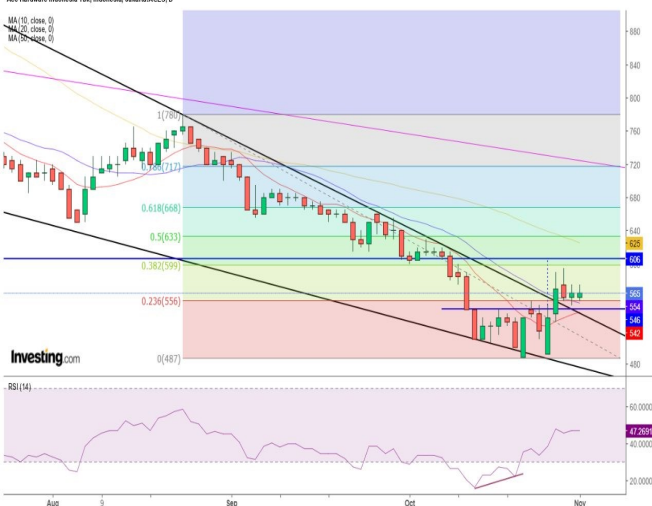 Ace Hardware Indonesia Tbk, Indonesia, Jakarta:ACES, D
MA (10, close, 0)
MA (20, close, 0)
MA (50, close, 0)
880
840
800
1(780)
760
720
0.786(717)
680
0.618(668)
640
0.5(633)
625
606
0.382(599)
565
0.236(556)
554
546
542
480
0(487)
Investing.com
RSI (14)
60.0000
47.2691
40.0000
20.0000
Aug
9
Sep
Oct
Nov